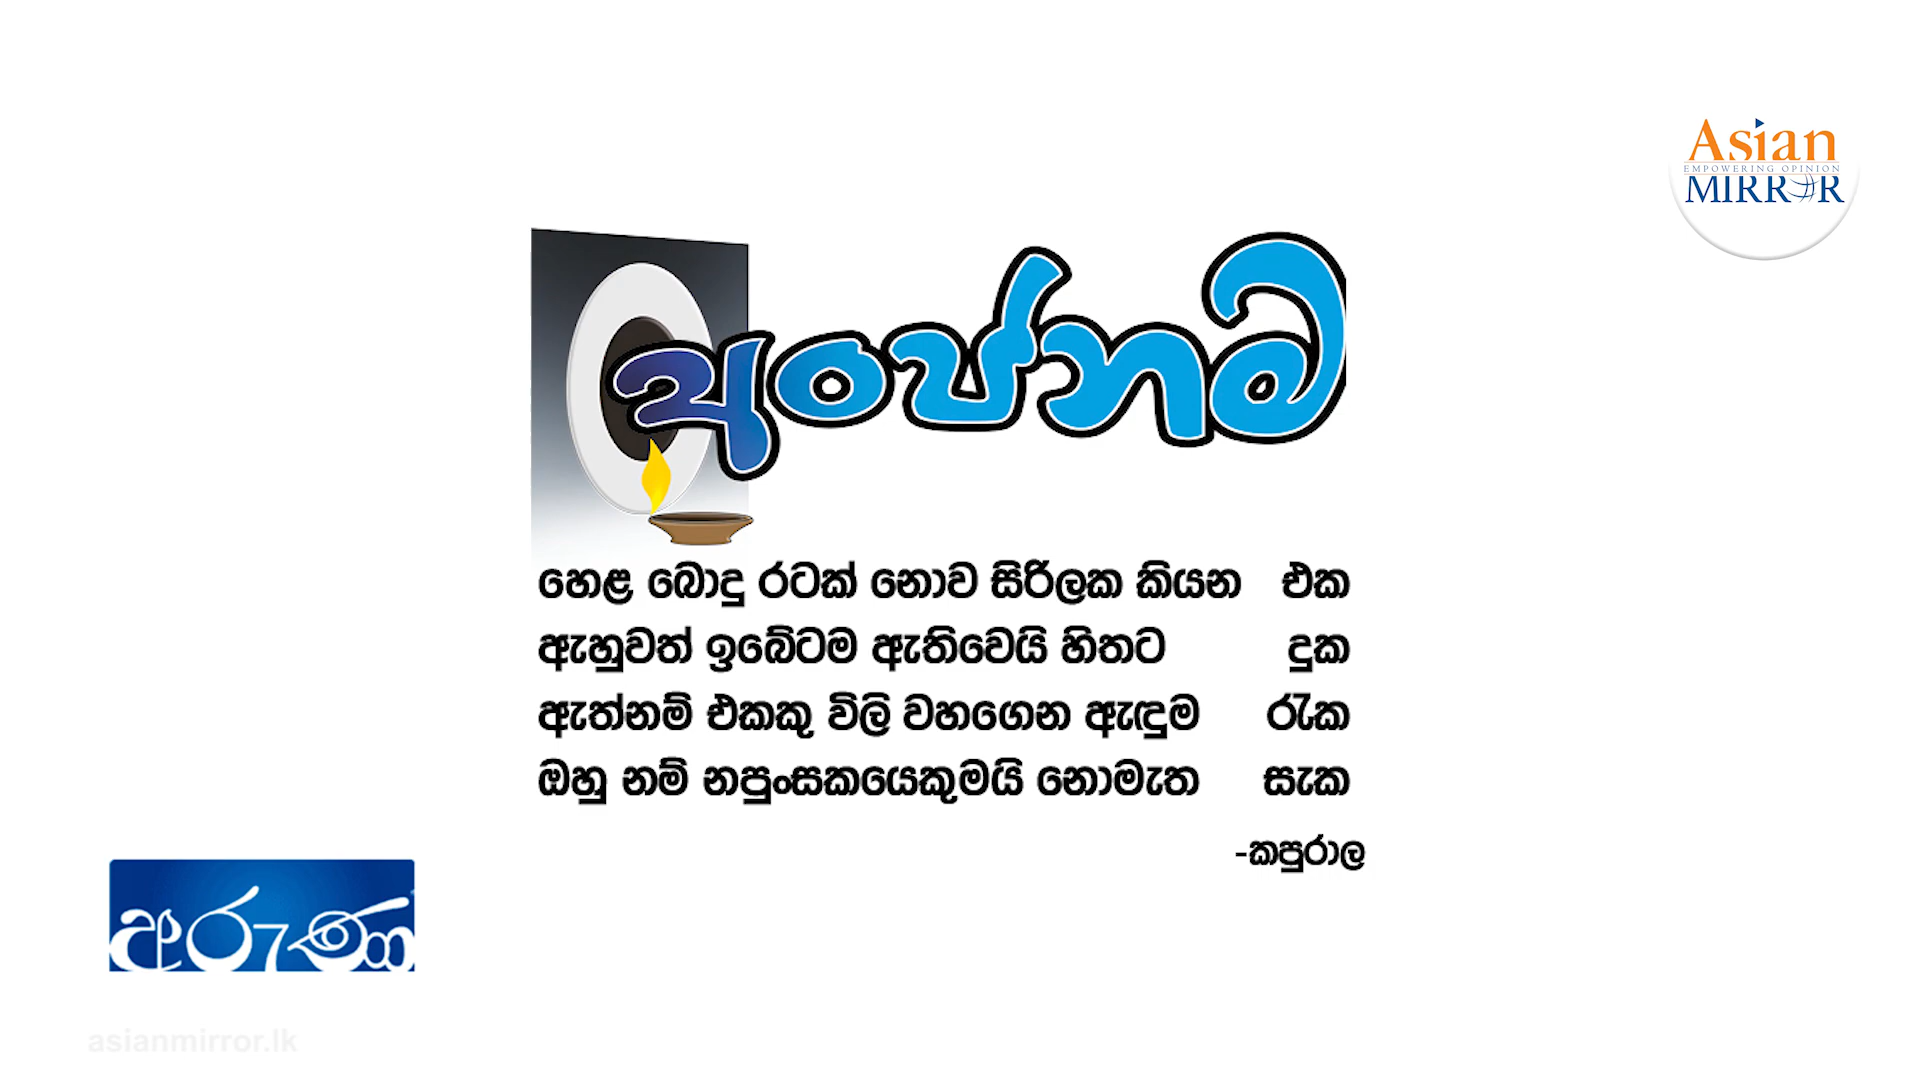 Asian
EMPOWERING OPINION
MIRROR
අංජනම්
හෙළ බොදු රටක් නොව සිරිලක කියන එක
ඇහුවත් ඉබේටම ඇතිවෙයි හිතට දුක
ඇත්නම් එකකු විලි වහගෙන ඇඳුම රැක
ඔහු නම් නපුංසකයෙකුමයි නොමැත සැක
-කපුරාල
අරුණ
asianmirror.lk